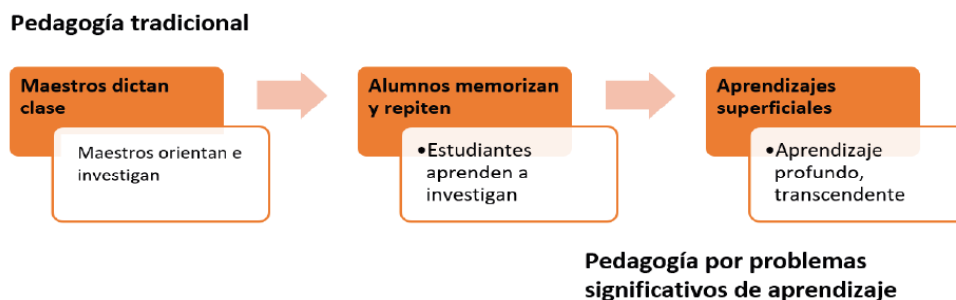 Pedagogía tradicional
Maestros dictan
clase
Maestros orientan e
investigan
Alumnos memorizan
y repiten
•Estudiantes
aprenden a
investigan
Aprendizajes
superficiales
•Aprendizaje
profundo,
transcendente
Pedagogía por problemas
significativos de aprendizaje